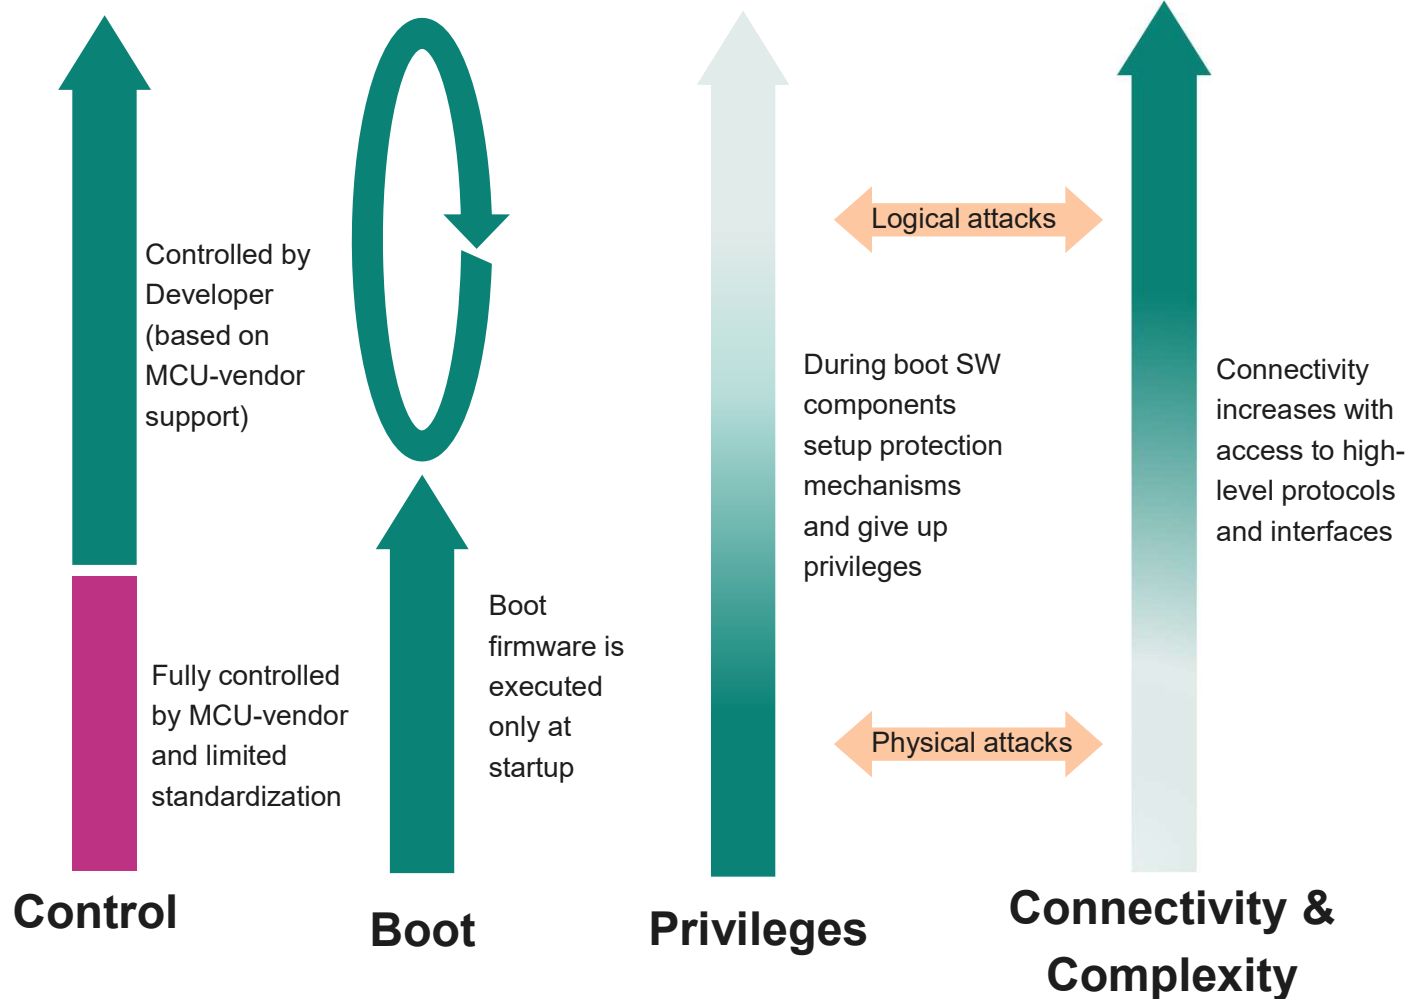 Controlled by
Developer
(based on
MCU-vendor
support)
Fully controlled
by MCU-vendor
and limited
standardization
Control
Boot
firmware is
executed
only at
startup
Boot
During boot SW
components
setup protection
mechanisms
and give up
privileges
Privileges
Logical attacks
Physical attacks
Connectivity
increases with
access to high-
level protocols
and interfaces
Connectivity &
Complexity